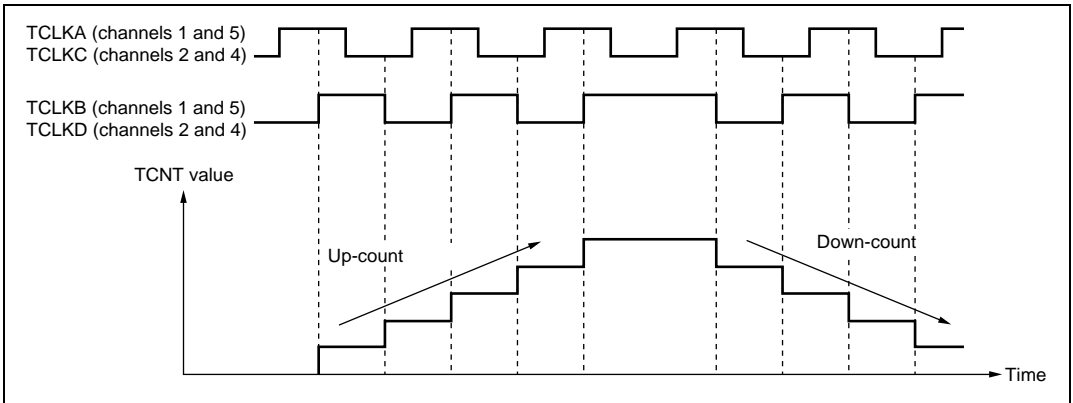 TCLKA (channels 1 and 5)
TCLKC (channels 2 and 4)
TCLKB (channels 1 and 5)
TCLKD (channels 2 and 4)
TCNT value
Up-count
Down-count
Time